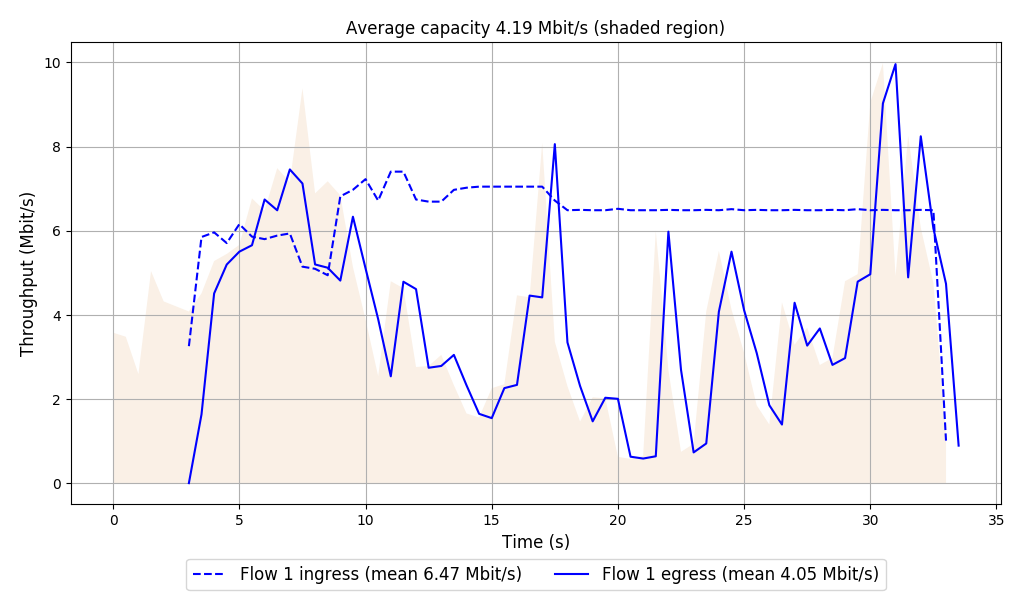 Average capacity 4.19 Mbit/s (shaded region)
Throughput (Mbit/s)
10
8
6
4
2
0
0 5 10 15 20 25 30 35
Time (s)
Flow 1 ingress (mean 6.47 Mbit/s) Flow 1 egress (mean 4.05 Mbit/s)